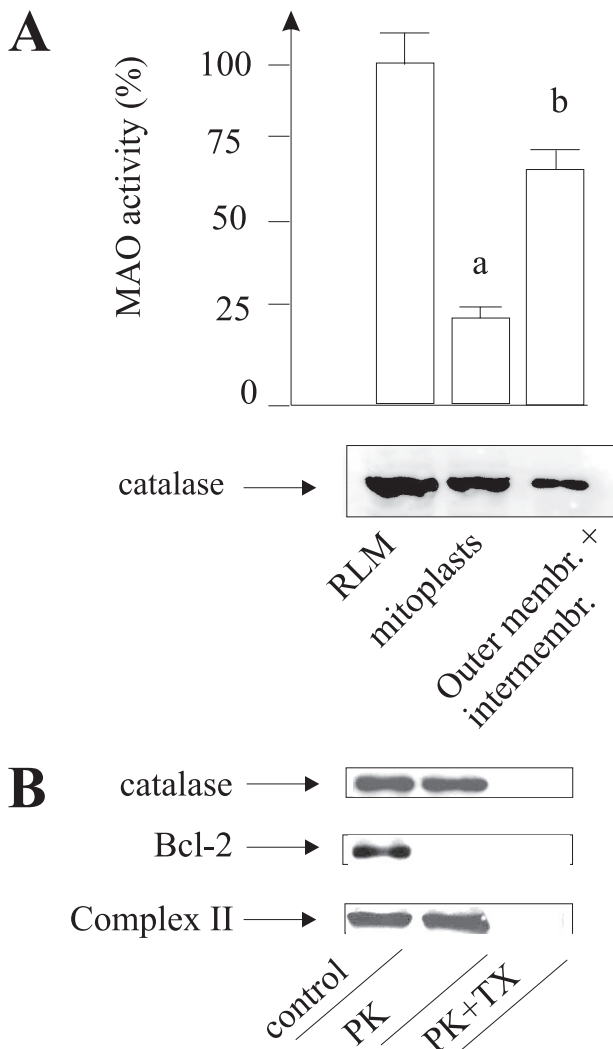 A
MAO activity (%)
100
75
50
25
0
a
b
catalase
RLM
mitoplasts
Outer membr. +
intermembr.
B
catalase
Bcl-2
Complex II
control
PK
PK+TX